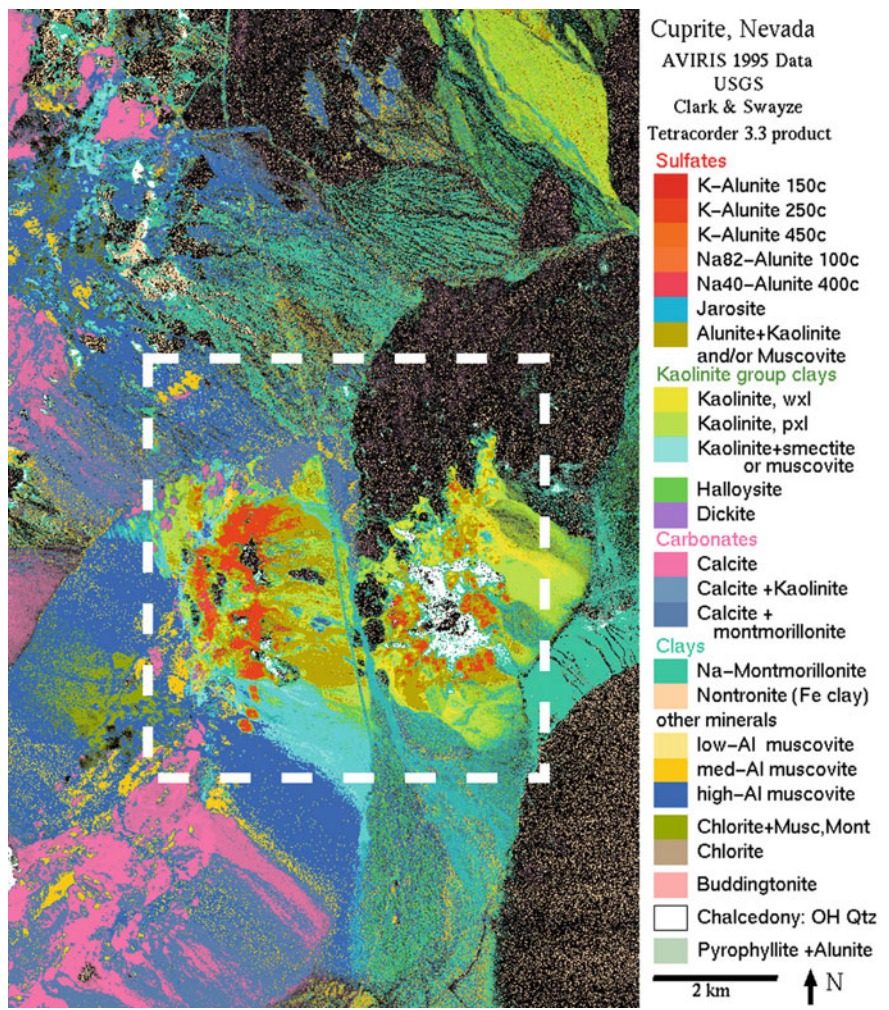 Cuprite, Nevada
AVIRIS 1995 Data
USGS
Clark & Swayze
Tetracorder 3.3 product
Sulfates
K-Alunite 150c
K-Alunite 250c
K-Alunite 450c
Na82-Alunite 100c
Na40-Alunite 400c
Jarosite
Alunite+Kaolinite
and/or Muscovite
Kaolinite group clays
Kaolinite, wxl
Kaolinite, pxl
Kaolinite+smectite
or muscovite
Halloysite
Dickite
Carbonates
Calcite
Calcite +Kaolinite
Calcite +
montmorillonite
Clays
Na-Montmorillonite
Nontronite (Fe clay)
other minerals
low-Al muscovite
med-Al muscovite
high-Al muscovite
Chlorite+Musc,Mont
Chlorite
Buddingtonite
Chalcedony: OH Qtz
Pyrophyllite +Alunite
2 km
N